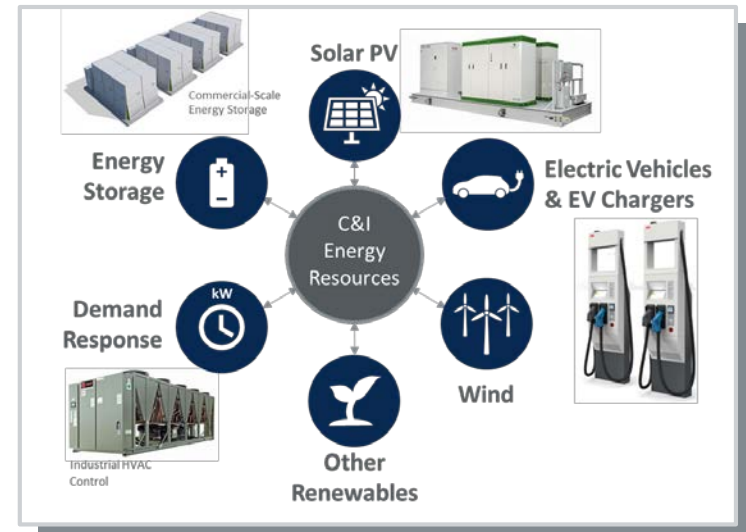 Commercial-Scale
Energy Storage
Solar PV
Energy
Storage
Electric Vehicles
& EV Chargers
C&I
Energy
Resources
kW
Demand
Response
Wind
Industrial HVAC
Control
Other
Renewables